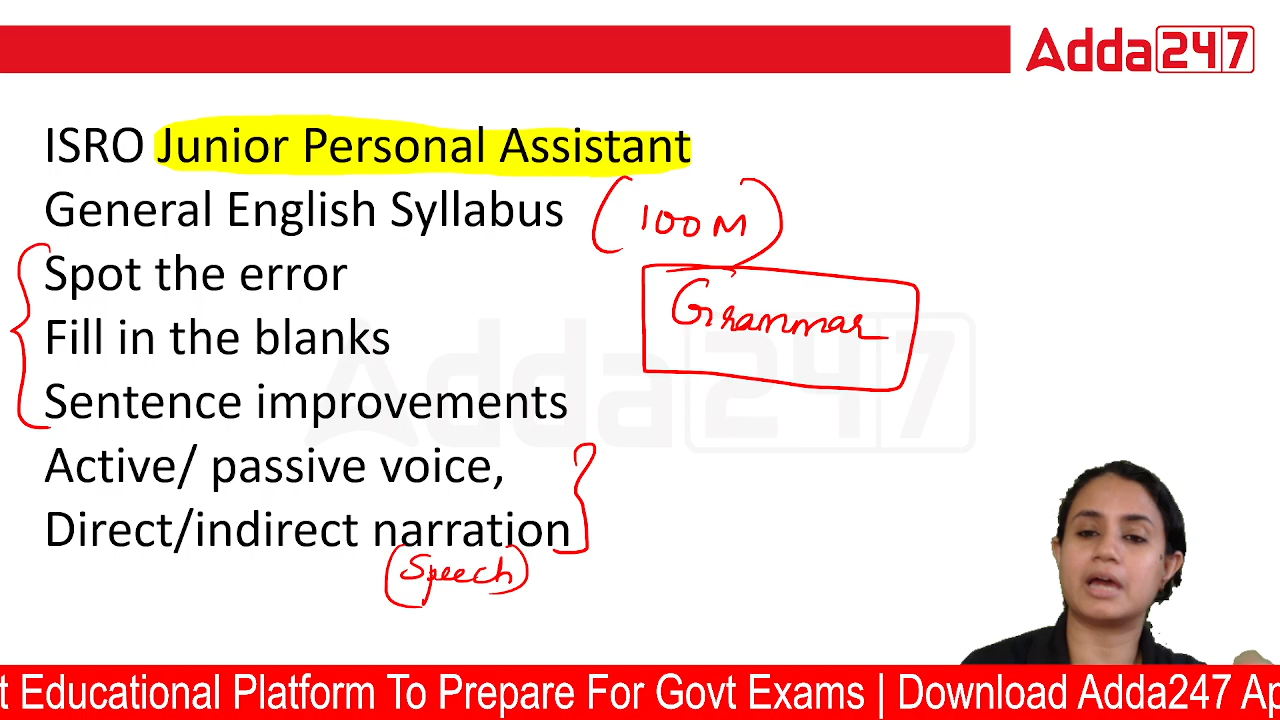 Adda247
ISRO Junior Personal Assistant
General English Syllabus (100M)
Spot the error
Grammar
Fill in the blanks
Adda247
Sentence improvements
Active/ passive voice,
Direct/indirect narration
(Speech)
t Educational Platform To Prepare For Govt Exams | Download Adda247 Ap